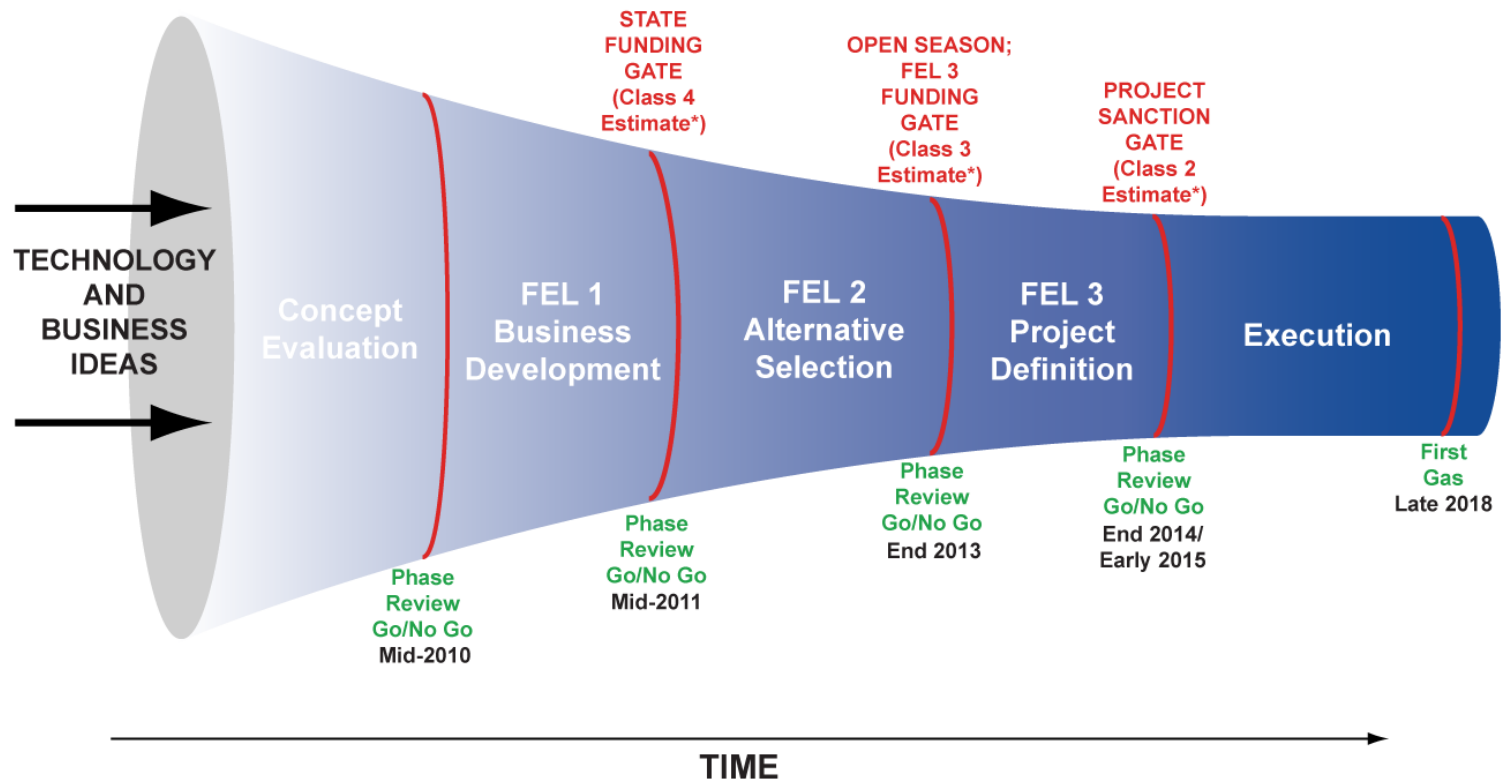 STATE
FUNDING
GATE
(Class 4
Estimate*)
OPEN SEASON;
FEL 3
FUNDING
GATE
(Class 3
Estimate*)
PROJECT
SANCTION
GATE
(Class 2
Estimate*)
TECHNOLOGY
AND
BUSINESS
IDEAS
Concept
Evaluation
FEL 1
Business
Development
FEL 2
Alternative
Selection
FEL 3
Project
Definition
Execution
Phase
Review
Go/No Go
Mid-2010
Phase
Review
Go/No Go
Mid-2011
Phase
Review
Go/No Go
End 2013
Phase
Review
Go/No Go
End 2014/
Early 2015
First
Gas
Late 2018
TIME